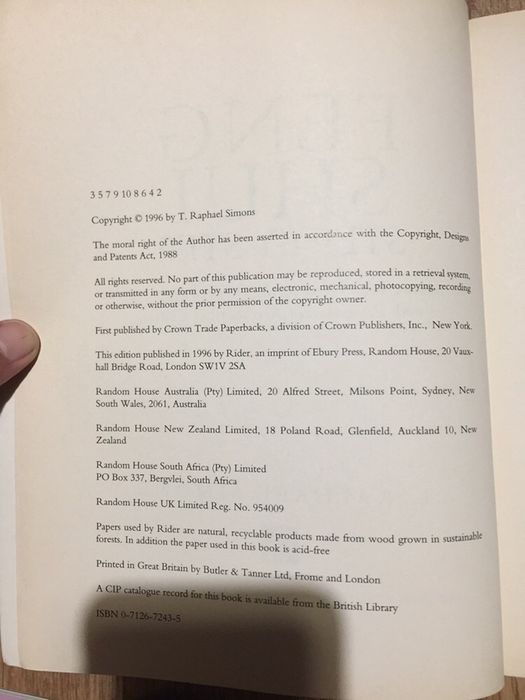 3 5 7 9 10 8 6 4 2
Copyright © 1996 by T. Raphael Simons
The moral right of the Author has been asserted in accordance with the Copyright, Designs
and Patents Act, 1988
All rights reserved. No part of this publication may be reproduced, stored in a retrieval system,
or transmitted in any form or by any means, electronic, mechanical, photocopying, recording
or otherwise, without the prior permission of the copyright owner.
First published by Crown Trade Paperbacks, a division of Crown Publishers, Inc., New York.
This edition published in 1996 by Rider, an imprint of Ebury Press, Random House, 20 Vaux-
hall Bridge Road, London SW1V 2SA
Random House Australia (Pty) Limited, 20 Alfred Street, Milsons Point, Sydney, New
South Wales, 2061, Australia
Random House New Zealand Limited, 18 Poland Road, Glenfield, Auckland 10, New
Zealand
Random House South Africa (Pty) Limited
PO Box 337, Bergvlei, South Africa
Random House UK Limited Reg. No. 954009
Papers used by Rider are natural, recyclable products made from wood grown in sustainable
forests. In addition the paper used in this book is acid-free
Printed in Great Britain by Butler & Tanner Ltd, Frome and London
A CIP catalogue record for this book is available from the British Library
ISBN 0-7126-7243-5